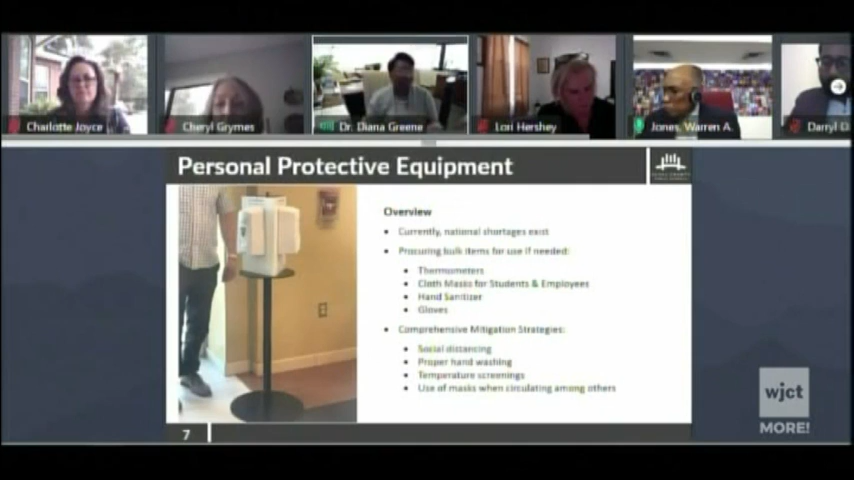 Charlotte Joyce
Cheryl Grymes
Dr. Diana Greene
Lori Hershey
Jones, Warren A.
Darryl
Personal Protective Equipment
Overview
• Currently, national shortages exist
• Procuring bulk items for use if needed:
• Thermometers
• Cloth Masks for Students & Employees
• Hand Sanitizer
• Gloves
• Comprehensive Mitigation Strategies:
• Social distancing
• Proper hand washing
• Temperature screenings
• Use of masks when circulating among others
7
wjct
MORE!